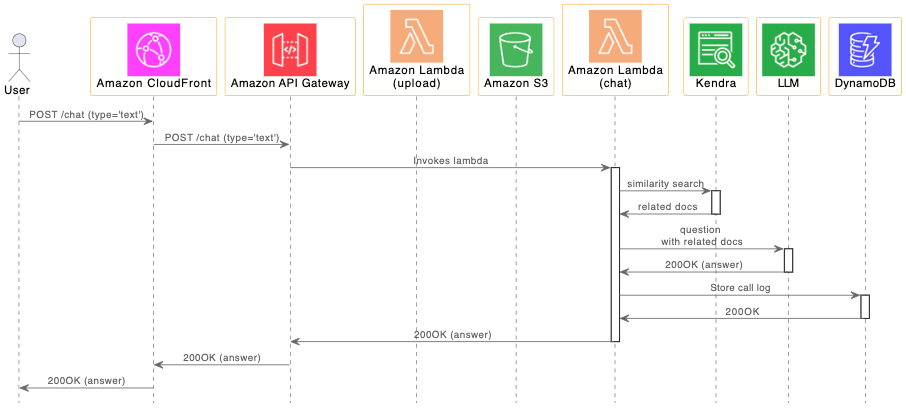 User
Amazon CloudFront
Amazon API Gateway
Amazon Lambda
(upload)
Amazon S3
Amazon Lambda
(chat)
Kendra
LLM
DynamoDB
POST /chat (type='text')
POST /chat (type='text')
Invokes lambda
similarity search
related docs
question
with related docs
200OK (answer)
Store call log
200OK
200OK (answer)
200OK (answer)
200OK (answer)